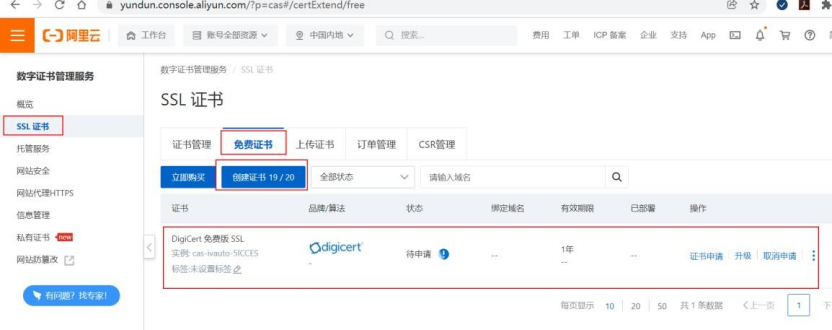 yundun.console.aliyun.com/?p=cas#/certExtend/free
阿里云 工作台 账号全部资源 中国内地 搜索... 费用 工单 ICP 备案 企业 支持 App
数字证书管理服务
概览
SSL 证书
托管服务
网站安全
网站代理HTTPS
信息管理
私有证书 new
网站防篡改
有问题？找专家！
数字证书管理服务 / SSL 证书
SSL 证书
证书管理 免费证书 上传证书 订单管理 CSR管理
立即购买 创建证书 19 / 20 全部状态 请输入域名
证书 品牌/算法 状态 绑定域名 有效期限 已部署 操作
DigiCert 免费版 SSL
实例: cas-ivauto-5ICCES
标签:未设置标签
digicert
-
待申请
--
1年
--
--
证书申请 升级 取消申请
每页显示 10 20 50 共 1 条数据 上一页 1 下